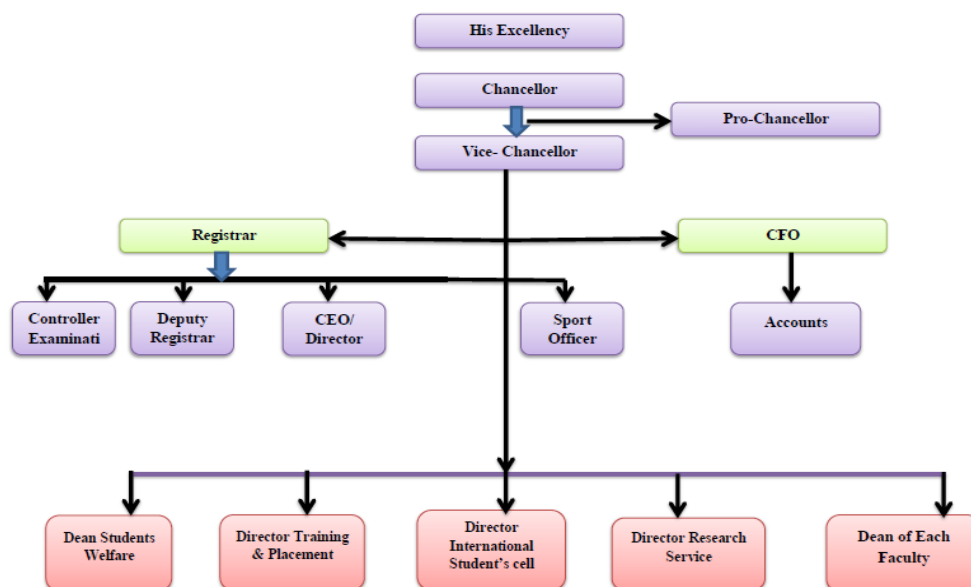 His Excellency
Chancellor
Pro-Chancellor
Vice- Chancellor
Registrar
CFO
Controller
Examinati
Deputy
Registrar
CEO/
Director
Sport
Officer
Accounts
Dean Students
Welfare
Director Training
& Placement
Director
International
Student's cell
Director Research
Service
Dean of Each
Faculty